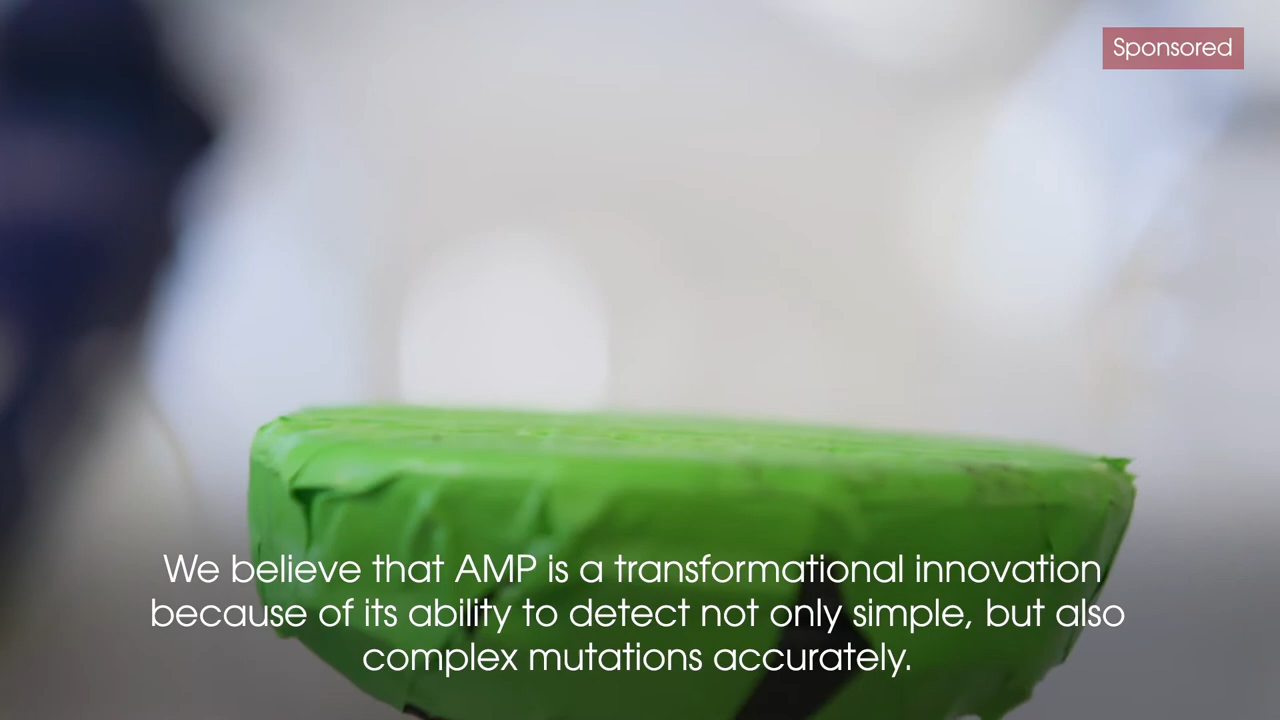 Sponsored
We believe that AMP is a transformational innovation
because of its ability to detect not only simple, but also
complex mutations accurately.